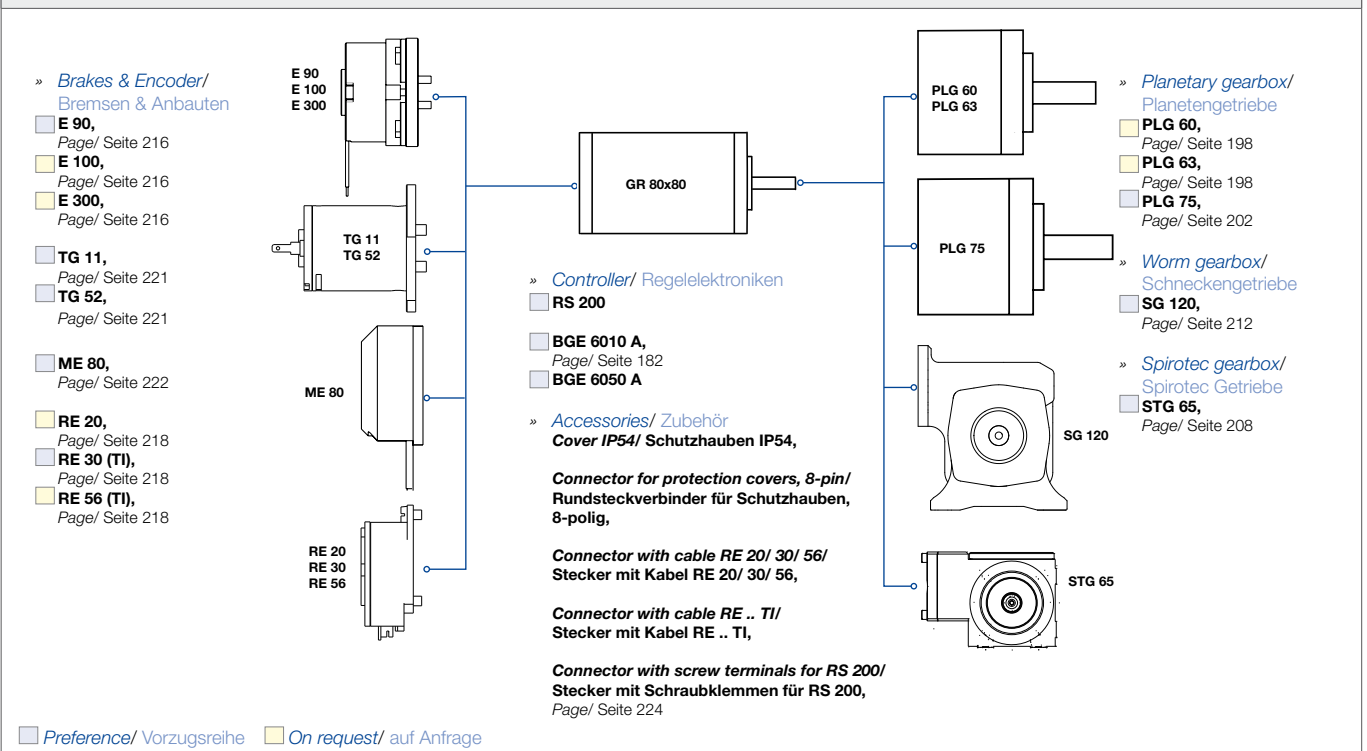 » Brakes & Encoder/
Bremsen & Anbauten
E 90,
Page/ Seite 216
E 100,
Page/ Seite 216
E 300,
Page/ Seite 216
TG 11,
Page/ Seite 221
TG 52,
Page/ Seite 221
ME 80,
Page/ Seite 222
RE 20,
Page/ Seite 218
RE 30 (TI),
Page/ Seite 218
RE 56 (TI),
Page/ Seite 218
E 90
E 100
E 300
TG 11
TG 52
ME 80
RE 20
RE 30
RE 56
GR 80x80
» Controller/ Regelelektroniken
RS 200
BGE 6010 A,
Page/ Seite 182
BGE 6050 A
» Accessories/ Zubehör
Cover IP54/ Schutzhauben IP54,
Connector for protection covers, 8-pin/
Rundsteckverbinder für Schutzhauben,
8-polig,
Connector with cable RE 20/ 30/ 56/
Stecker mit Kabel RE 20/ 30/ 56,
Connector with cable RE .. TI/
Stecker mit Kabel RE .. TI,
Connector with screw terminals for RS 200/
Stecker mit Schraubklemmen für RS 200,
Page/ Seite 224
PLG 60
PLG 63
PLG 75
SG 120
STG 65
» Planetary gearbox/
Planetengetriebe
PLG 60,
Page/ Seite 198
PLG 63,
Page/ Seite 198
PLG 75,
Page/ Seite 202
» Worm gearbox/
Schneckengetriebe
SG 120,
Page/ Seite 212
» Spirotec gearbox/
Spirotec Getriebe
STG 65,
Page/ Seite 208
Preference/ Vorzugsreihe On request/ auf Anfrage